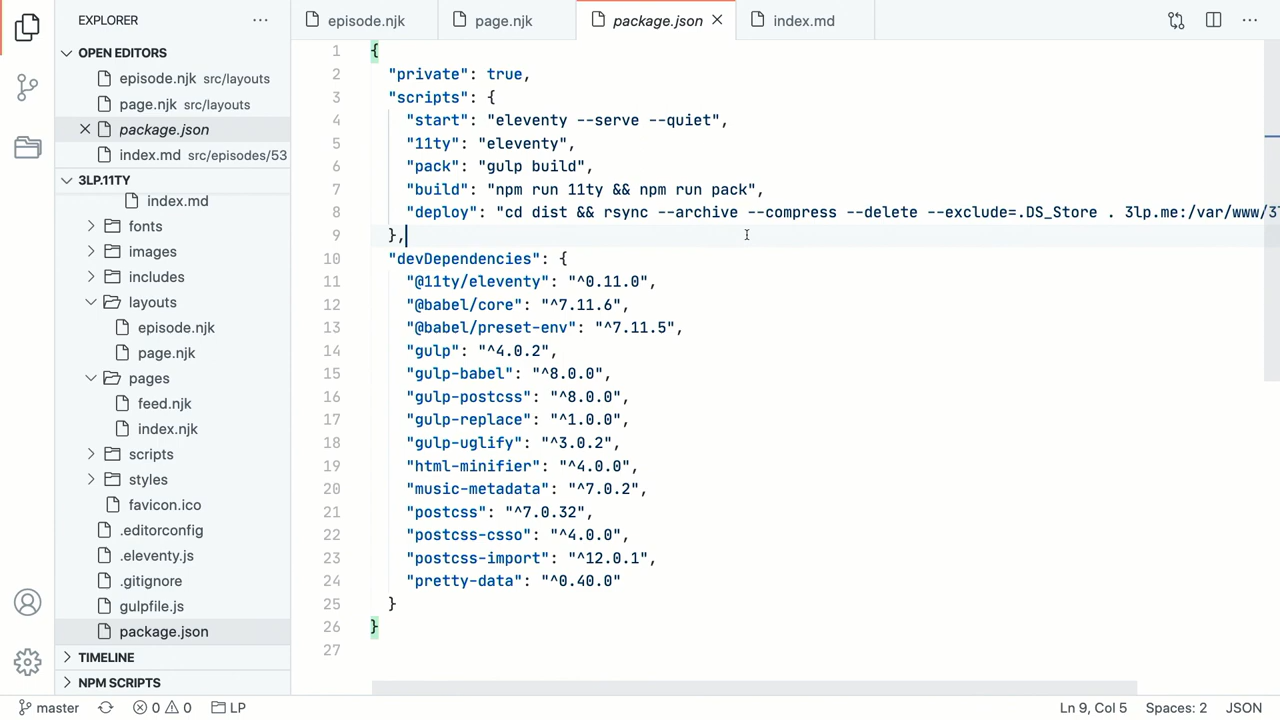 EXPLORER
OPEN EDITORS
episode.njk src/layouts
page.njk src/layouts
package.json
index.md src/episodes/53
3LP.11TY
index.md
fonts
images
includes
layouts
episode.njk
page.njk
pages
feed.njk
index.njk
scripts
styles
favicon.ico
.editorconfig
.eleventy.js
.gitignore
gulpfile.js
package.json
TIMELINE
NPM SCRIPTS
episode.njk page.njk package.json index.md
1 {
2 "private": true,
3 "scripts": {
4 "start": "eleventy --serve --quiet",
5 "11ty": "eleventy",
6 "pack": "gulp build",
7 "build": "npm run 11ty && npm run pack",
8 "deploy": "cd dist && rsync --archive --compress --delete --exclude=.DS_Store . 3lp.me:/var/www/3l
9 },
10 "devDependencies": {
11 "@11ty/eleventy": "^0.11.0",
12 "@babel/core": "^7.11.6",
13 "@babel/preset-env": "^7.11.5",
14 "gulp": "^4.0.2",
15 "gulp-babel": "^8.0.0",
16 "gulp-postcss": "^8.0.0",
17 "gulp-replace": "^1.0.0",
18 "gulp-uglify": "^3.0.2",
19 "html-minifier": "^4.0.0",
20 "music-metadata": "^7.0.2",
21 "postcss": "^7.0.32",
22 "postcss-csso": "^4.0.0",
23 "postcss-import": "^12.0.1",
24 "pretty-data": "^0.40.0"
25 }
26 }
27
master 0 0 LP Ln 9, Col 5 Spaces: 2 JSON